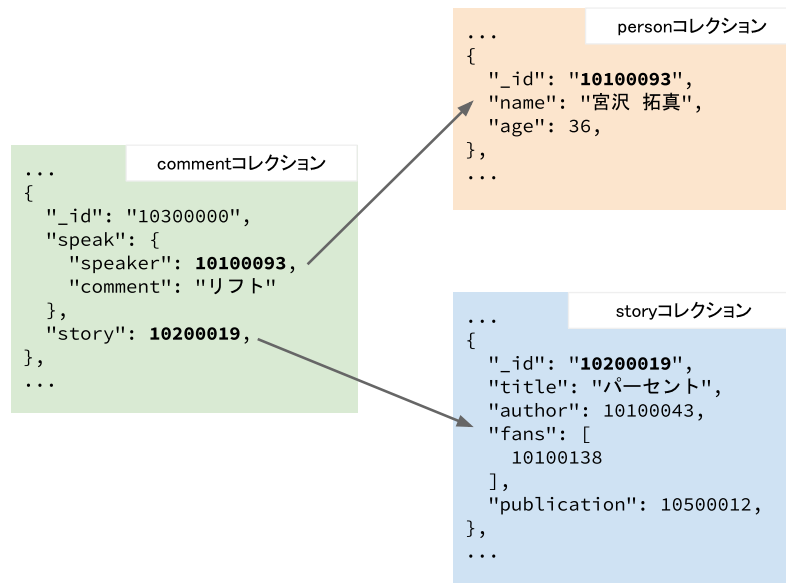 commentコレクション
...
{
  "_id": "10300000",
  "speak": {
    "speaker": 10100093,
    "comment": "リフト"
  },
  "story": 10200019,
},
...
personコレクション
...
{
  "_id": "10100093",
  "name": "宮沢 拓真",
  "age": 36,
},
...
storyコレクション
...
{
  "_id": "10200019",
  "title": "パーセント",
  "author": 10100043,
  "fans": [
    10100138
  ],
  "publication": 10500012,
},
...